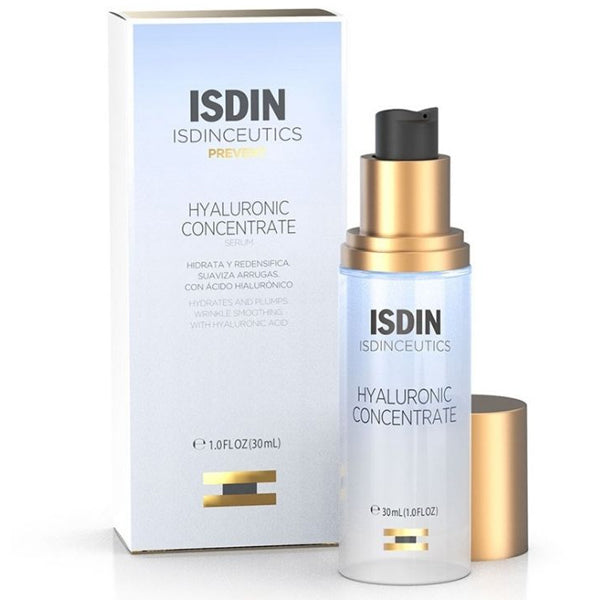 ISDIN
ISDINCEUTICS
PREVENT
HYALURONIC
CONCENTRATE
SERUM
HIDRATA Y REDENSIFICA.
SUAVIZA ARRUGAS.
CON ÁCIDO HIALURÓNICO
HYDRATES AND PLUMPS.
WRINKLE SMOOTHING
WITH HYALURONIC ACID
℮ 1.0 FL OZ (30 mL)
ISDIN
ISDINCEUTICS
HYALURONIC
CONCENTRATE
℮ 30 mL (1.0 FL OZ)